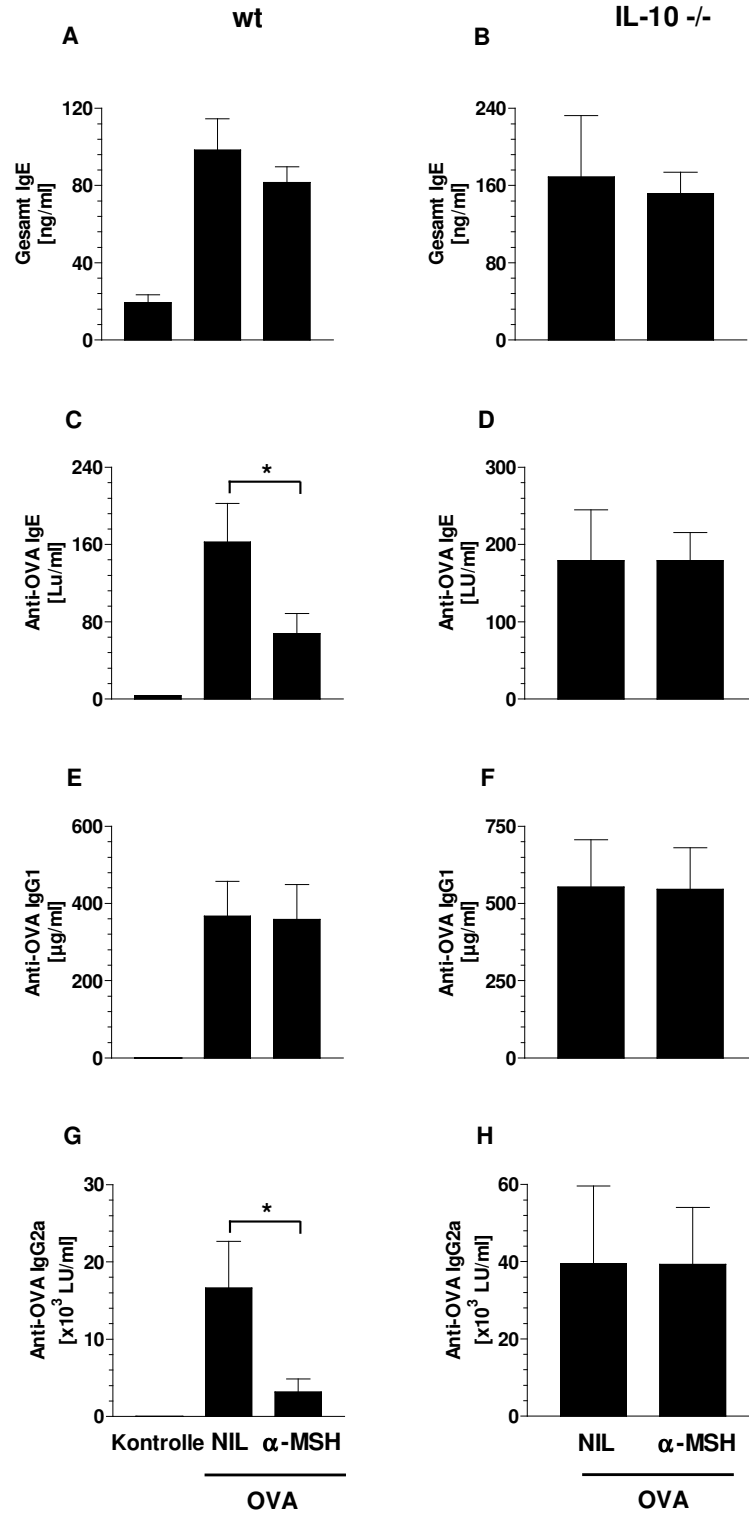 wt
IL-10 -/-
A
Gesamt IgE
[ng/ml]
120
80
40
0
B
Gesamt IgE
[ng/ml]
240
160
80
0
C
Anti-OVA IgE
[Lu/ml]
240
160
80
0
*
D
Anti-OVA IgE
[LU/ml]
300
200
100
0
E
Anti-OVA IgG1
[µg/ml]
600
400
200
0
F
Anti-OVA IgG1
[µg/ml]
750
500
250
0
G
Anti-OVA IgG2a
[x10³ LU/ml]
30
20
10
0
*
Kontrolle NIL α-MSH
OVA
H
Anti-OVA IgG2a
[x10³ LU/ml]
60
40
20
0
NIL α-MSH
OVA